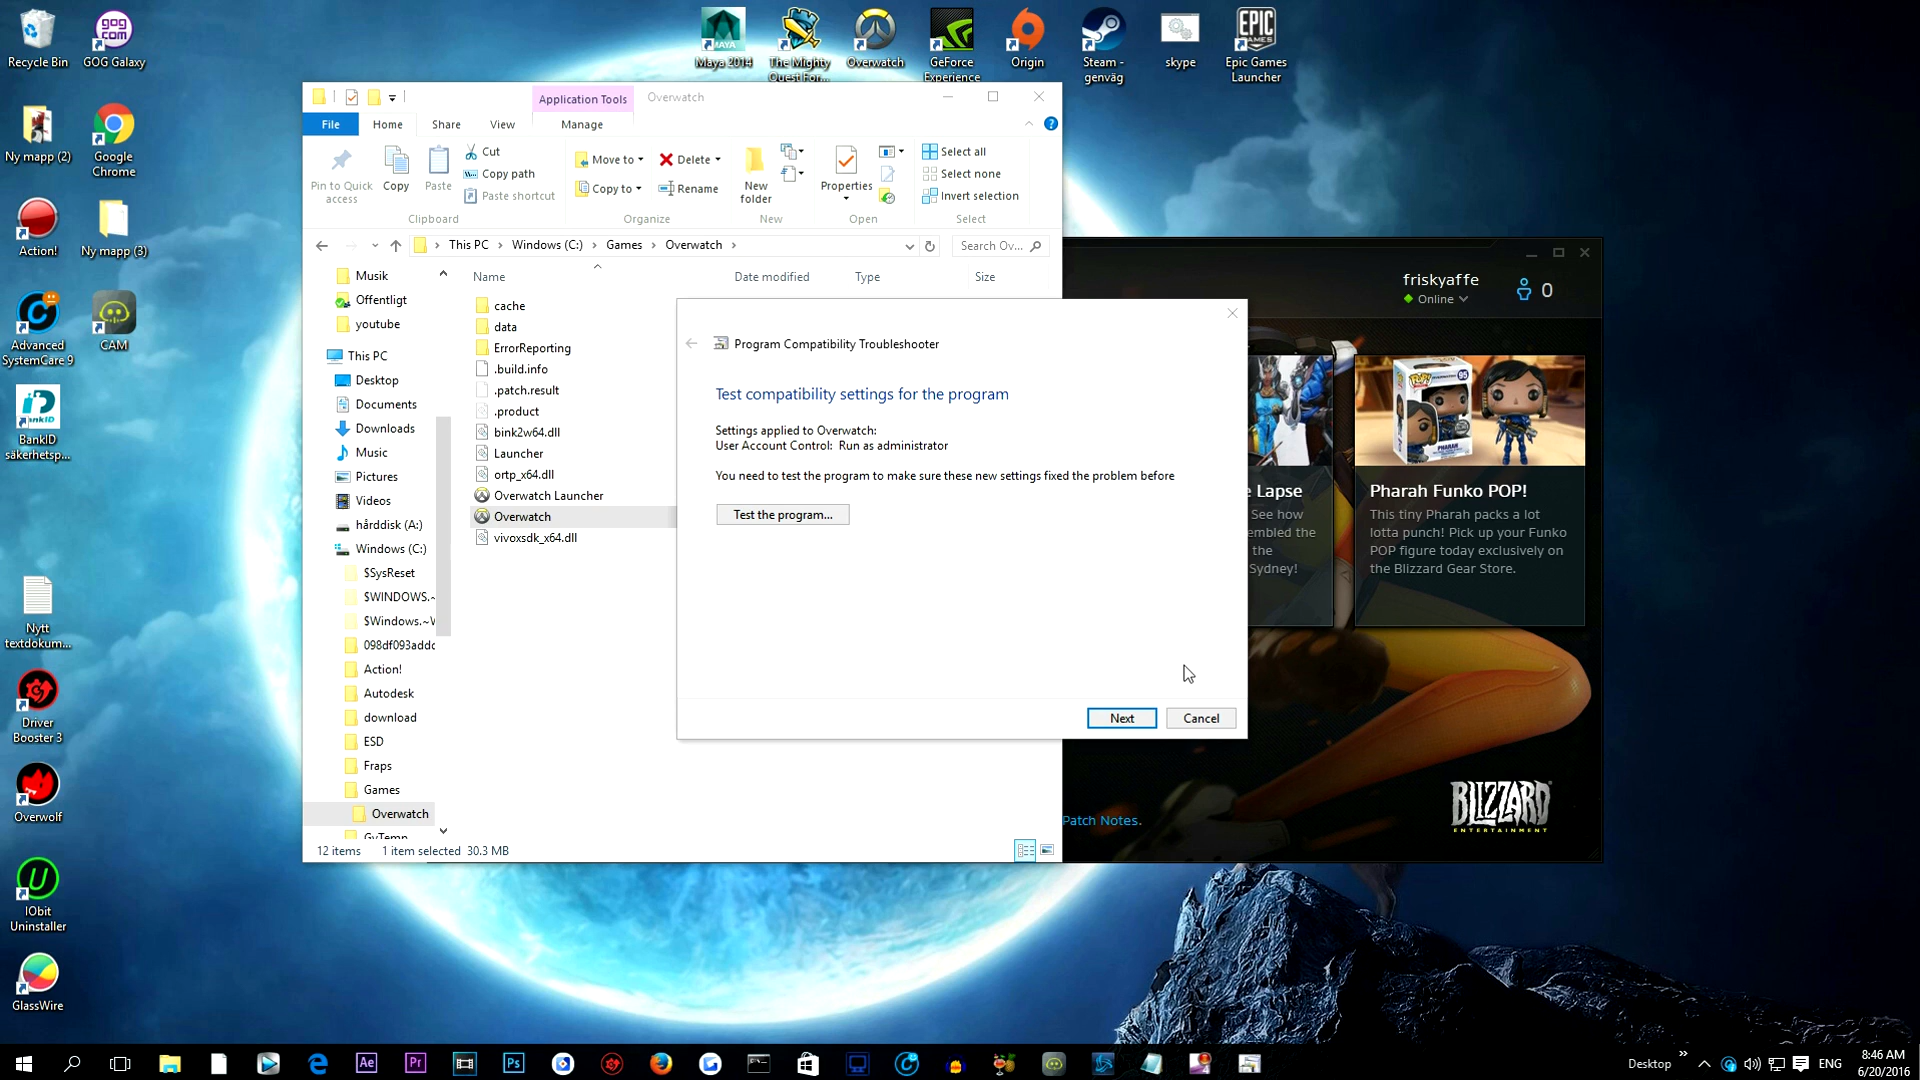 Recycle Bin
GOG Galaxy
Maya 2014
The Mighty
Quest For...
Overwatch
GeForce
Experience
Origin
Steam -
genväg
skype
EPIC
GAMES
Epic Games
Launcher
Ny mapp (2)
Google
Chrome
Action!
Ny mapp (3)
Advanced
SystemCare 9
CAM
BankID
säkerhetsp...
Nytt
textdokum...
Driver
Booster 3
Overwolf
IObit
Uninstaller
GlassWire
Application Tools
Overwatch
File
Home
Share
View
Manage
Pin to Quick
access
Copy
Paste
Cut
Copy path
Paste shortcut
Clipboard
Move to
Copy to
Delete
Rename
Organize
New
folder
New
Properties
Open
Select all
Select none
Invert selection
Select
This PC > Windows (C:) > Games > Overwatch >
Search Ov...
Name
Date modified
Type
Size
Musik
Offentligt
youtube
This PC
Desktop
Documents
Downloads
Music
Pictures
Videos
hårddisk (A:)
Windows (C:)
$SysReset
$WINDOWS.~
$Windows.~W
098df093addc
Action!
Autodesk
download
ESD
Fraps
Games
Overwatch
GvTemp
cache
data
ErrorReporting
.build.info
.patch.result
.product
bink2w64.dll
Launcher
ortp_x64.dll
Overwatch Launcher
Overwatch
vivoxsdk_x64.dll
12 items
1 item selected 30.3 MB
Program Compatibility Troubleshooter
Test compatibility settings for the program
Settings applied to Overwatch:
User Account Control: Run as administrator
You need to test the program to make sure these new settings fixed the problem before
Test the program...
Next
Cancel
friskyaffe
Online
0
e Lapse
See how
embled the
the
Sydney!
PHARAH
Pharah Funko POP!
This tiny Pharah packs a lot
lotta punch! Pick up your Funko
POP figure today exclusively on
the Blizzard Gear Store.
Patch Notes.
BLIZZARD
ENTERTAINMENT
Ae
Pr
Ps
Desktop
ENG
8:46 AM
6/20/2016